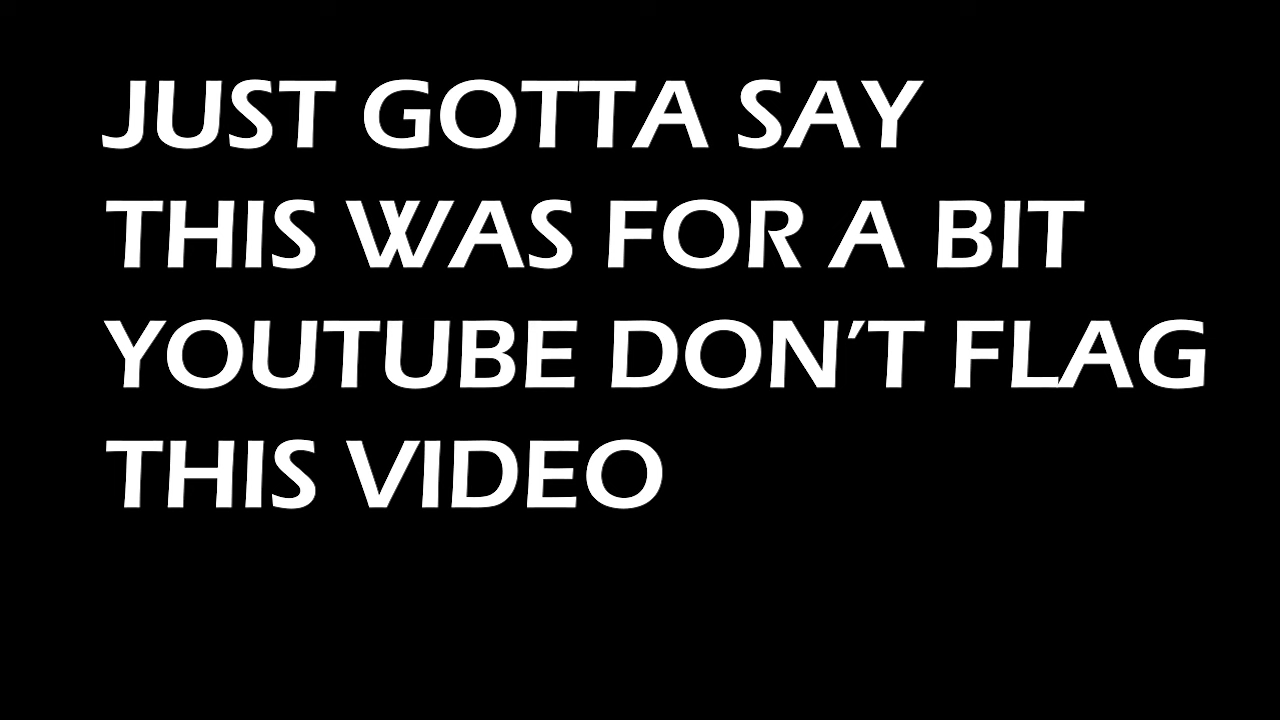 JUST GOTTA SAY
THIS WAS FOR A BIT
YOUTUBE DON’T FLAG
THIS VIDEO